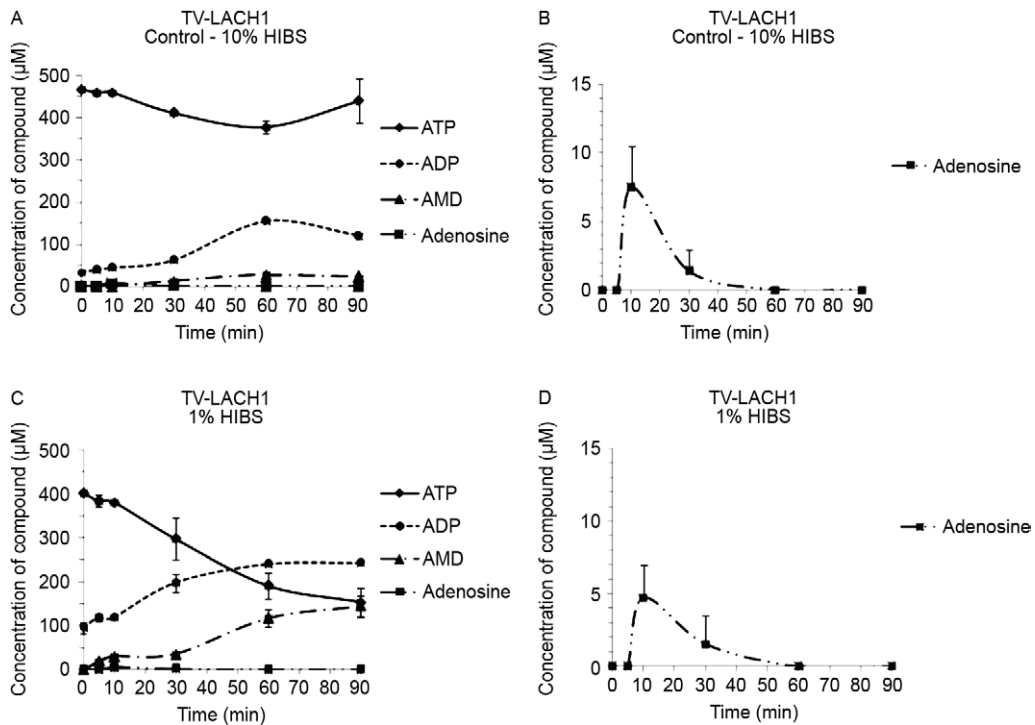 A
TV-LACH1
Control - 10% HIBS
Concentration of compound (µM)
500
400
300
200
100
0
0 10 20 30 40 50 60 70 80 90
Time (min)
ATP
ADP
AMD
Adenosine
B
TV-LACH1
Control - 10% HIBS
Concentration of compound (µM)
15
10
5
0
0 10 20 30 40 50 60 70 80 90
Time (min)
Adenosine
C
TV-LACH1
1% HIBS
Concentration of compound (µM)
500
400
300
200
100
0
0 10 20 30 40 50 60 70 80 90
Time (min)
ATP
ADP
AMD
Adenosine
D
TV-LACH1
1% HIBS
Concentration of compound (µM)
15
10
5
0
0 10 20 30 40 50 60 70 80 90
Time (min)
Adenosine